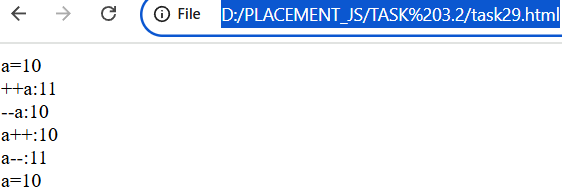 File D:/PLACEMENT_JS/TASK%203.2/task29.html
a=10
++a:11
--a:10
a++:10
a--:11
a=10